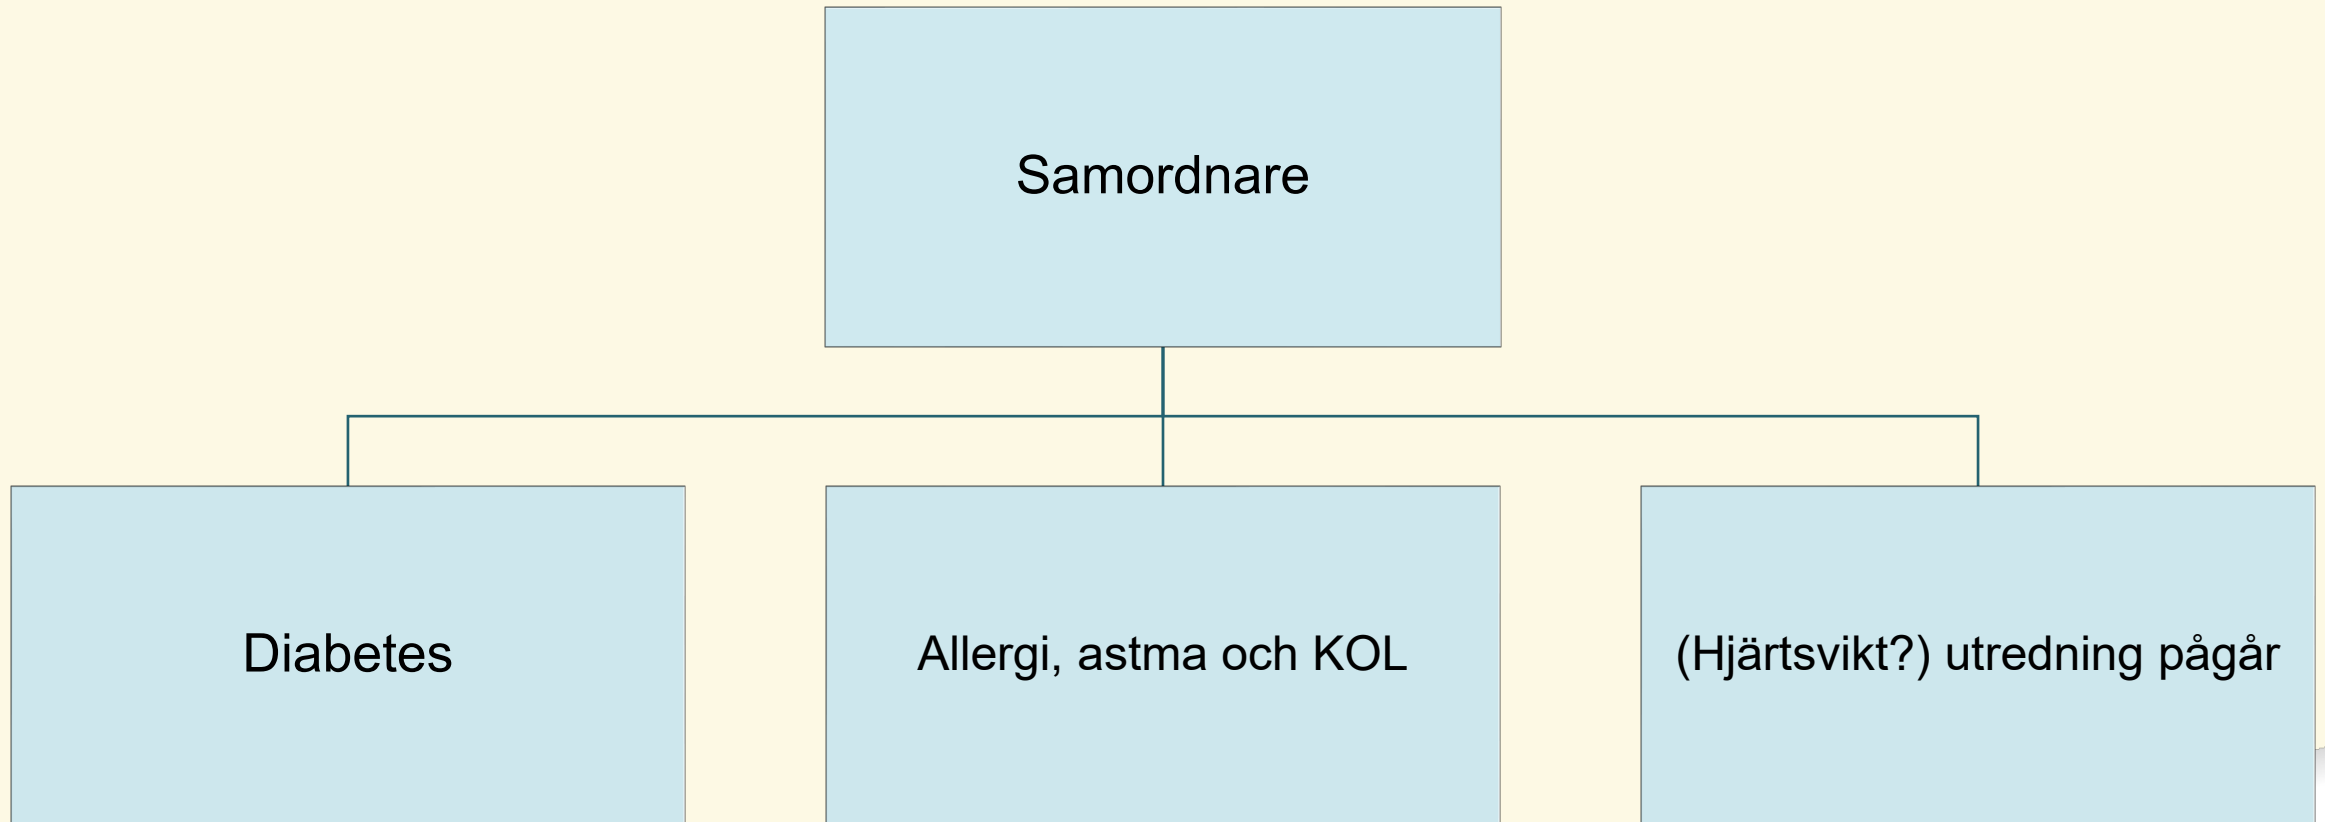 Samordnare
Diabetes
Allergi, astma och KOL
(Hjärtsvikt?) utredning pågår